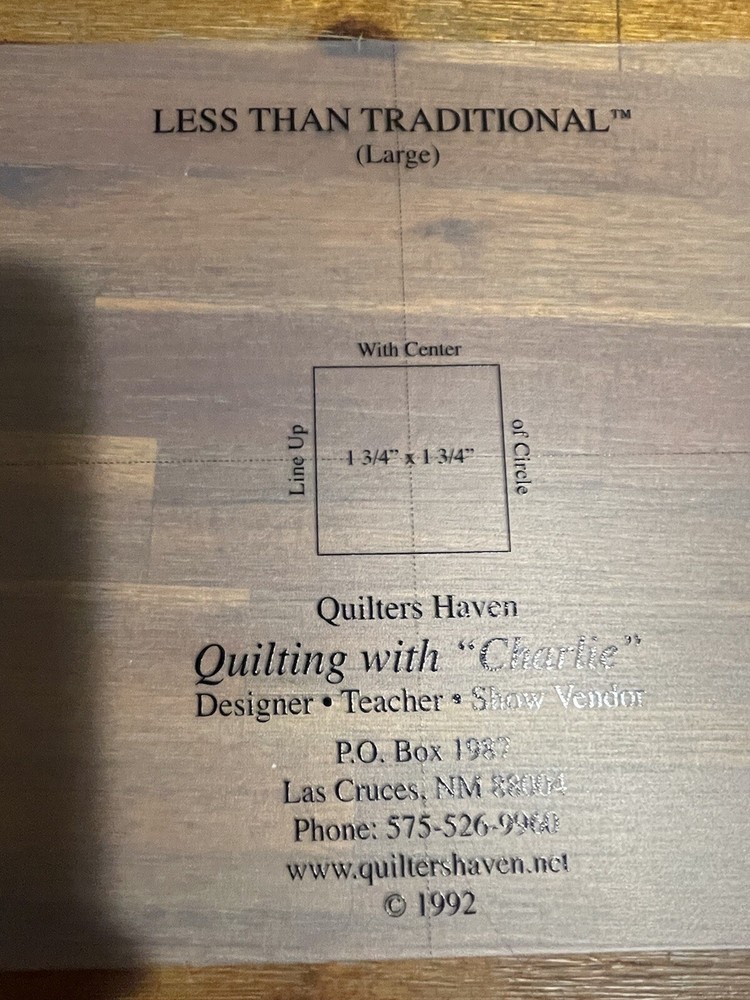 LESS THAN TRADITIONAL™
(Large)
With Center
Line Up
1 3/4” x 1 3/4”
of Circle
Quilters Haven
Quilting with “Charlie”
Designer • Teacher • Show Vendor
P.O. Box 1987
Las Cruces, NM 88004
Phone: 575-526-9960
www.quiltershaven.net
© 1992